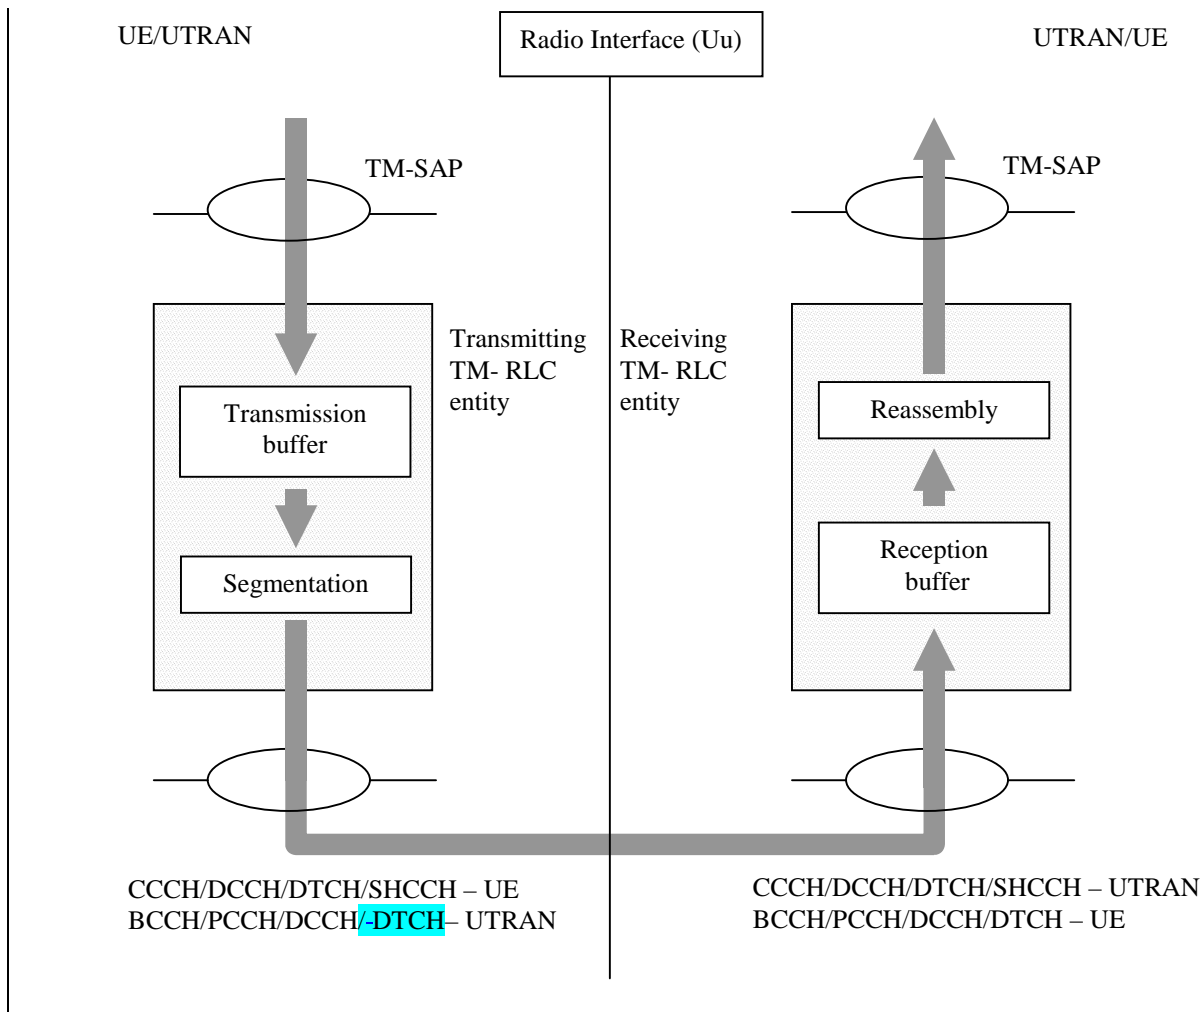 UE/UTRAN
Radio Interface (Uu)
UTRAN/UE
TM-SAP
TM-SAP
Transmitting
TM- RLC
entity
Receiving
TM- RLC
entity
Transmission
buffer
Segmentation
Reassembly
Reception
buffer
CCCH/DCCH/DTCH/SHCCH – UE
BCCH/PCCH/DCCH/-DTCH– UTRAN
CCCH/DCCH/DTCH/SHCCH – UTRAN
BCCH/PCCH/DCCH/DTCH – UE